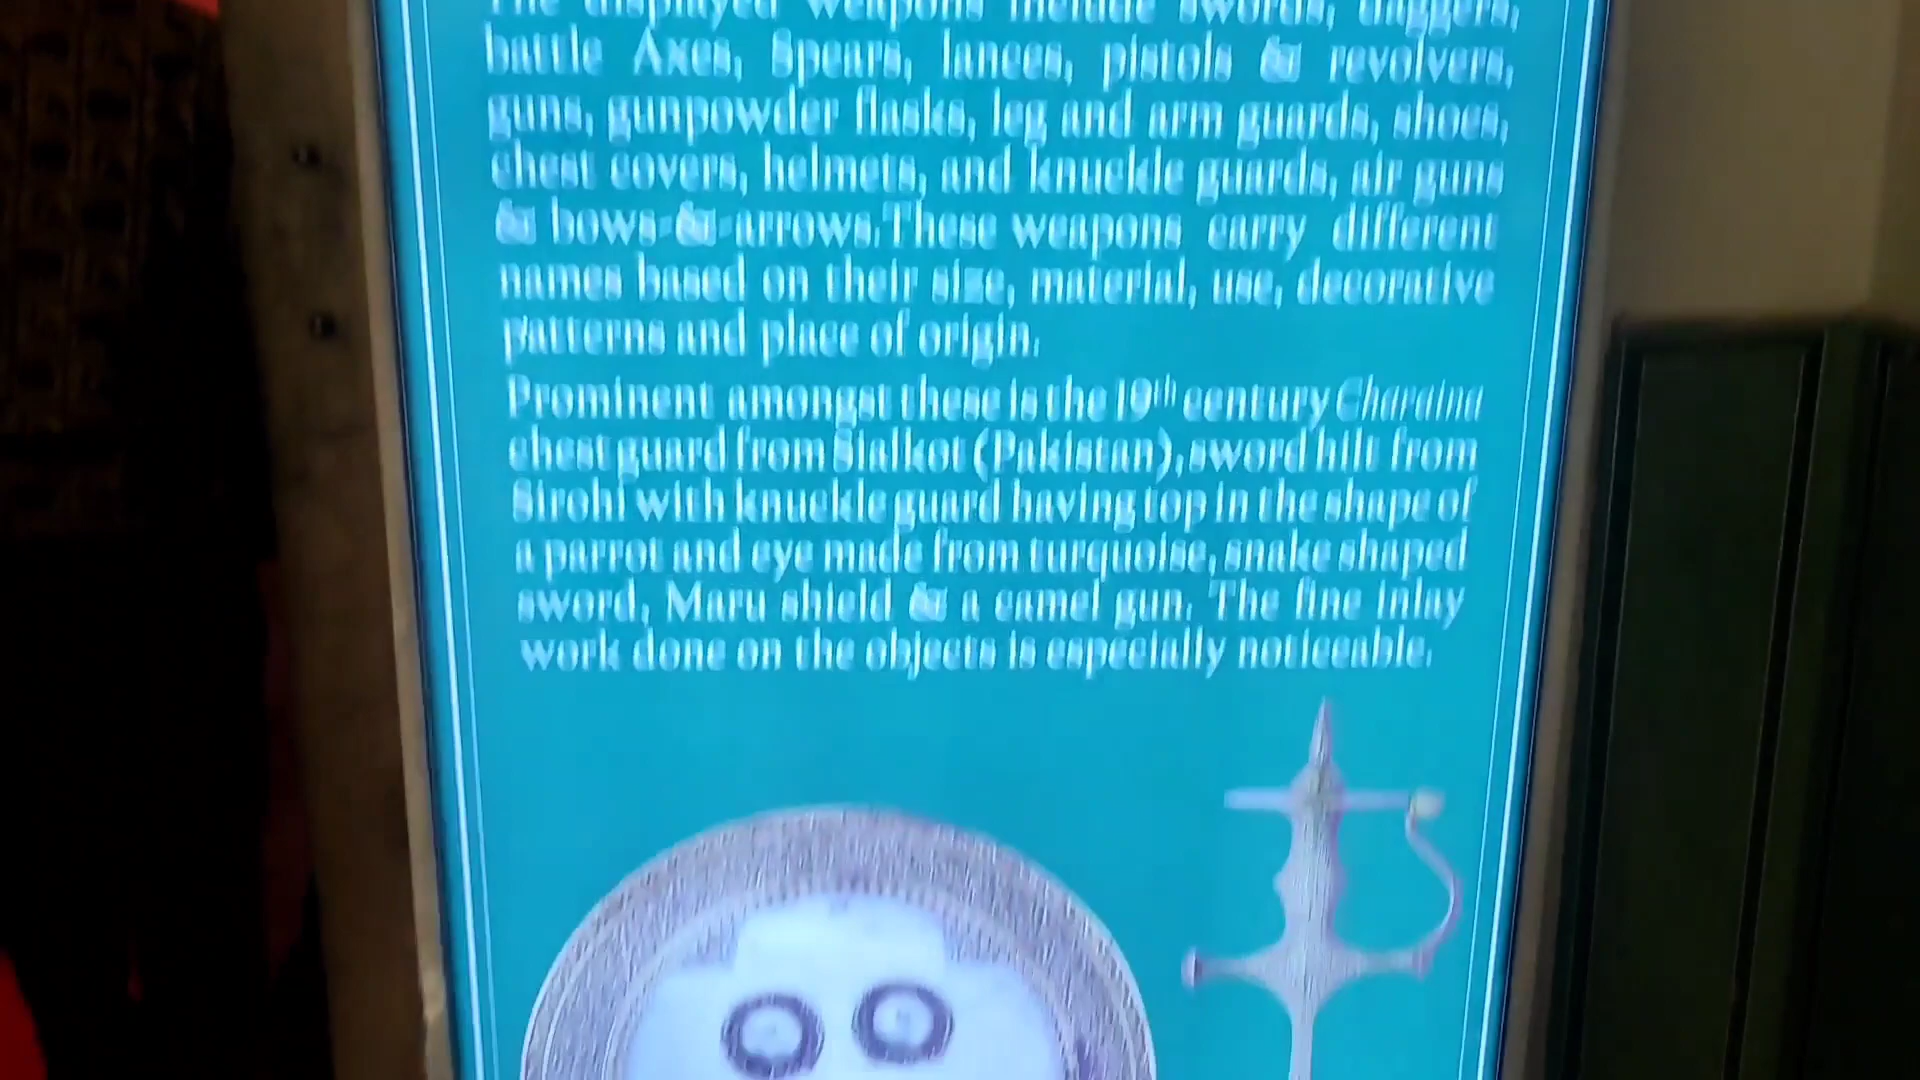 The displayed weapons include swords, daggers,
battle Axes, Spears, lances, pistols & revolvers,
guns, gunpowder flasks, leg and arm guards, shoes,
chest covers, helmets, and knuckle guards, air guns
& bows-&-arrows.These weapons carry different
names based on their size, material, use, decorative
patterns and place of origin.
Prominent amongst these is the 19th century Charaina
chest guard from Sialkot (Pakistan), sword hilt from
Sirohi with knuckle guard having top in the shape of
a parrot and eye made from turquoise, snake shaped
sword, Maru shield & a camel gun. The fine inlay
work done on the objects is especially noticeable.